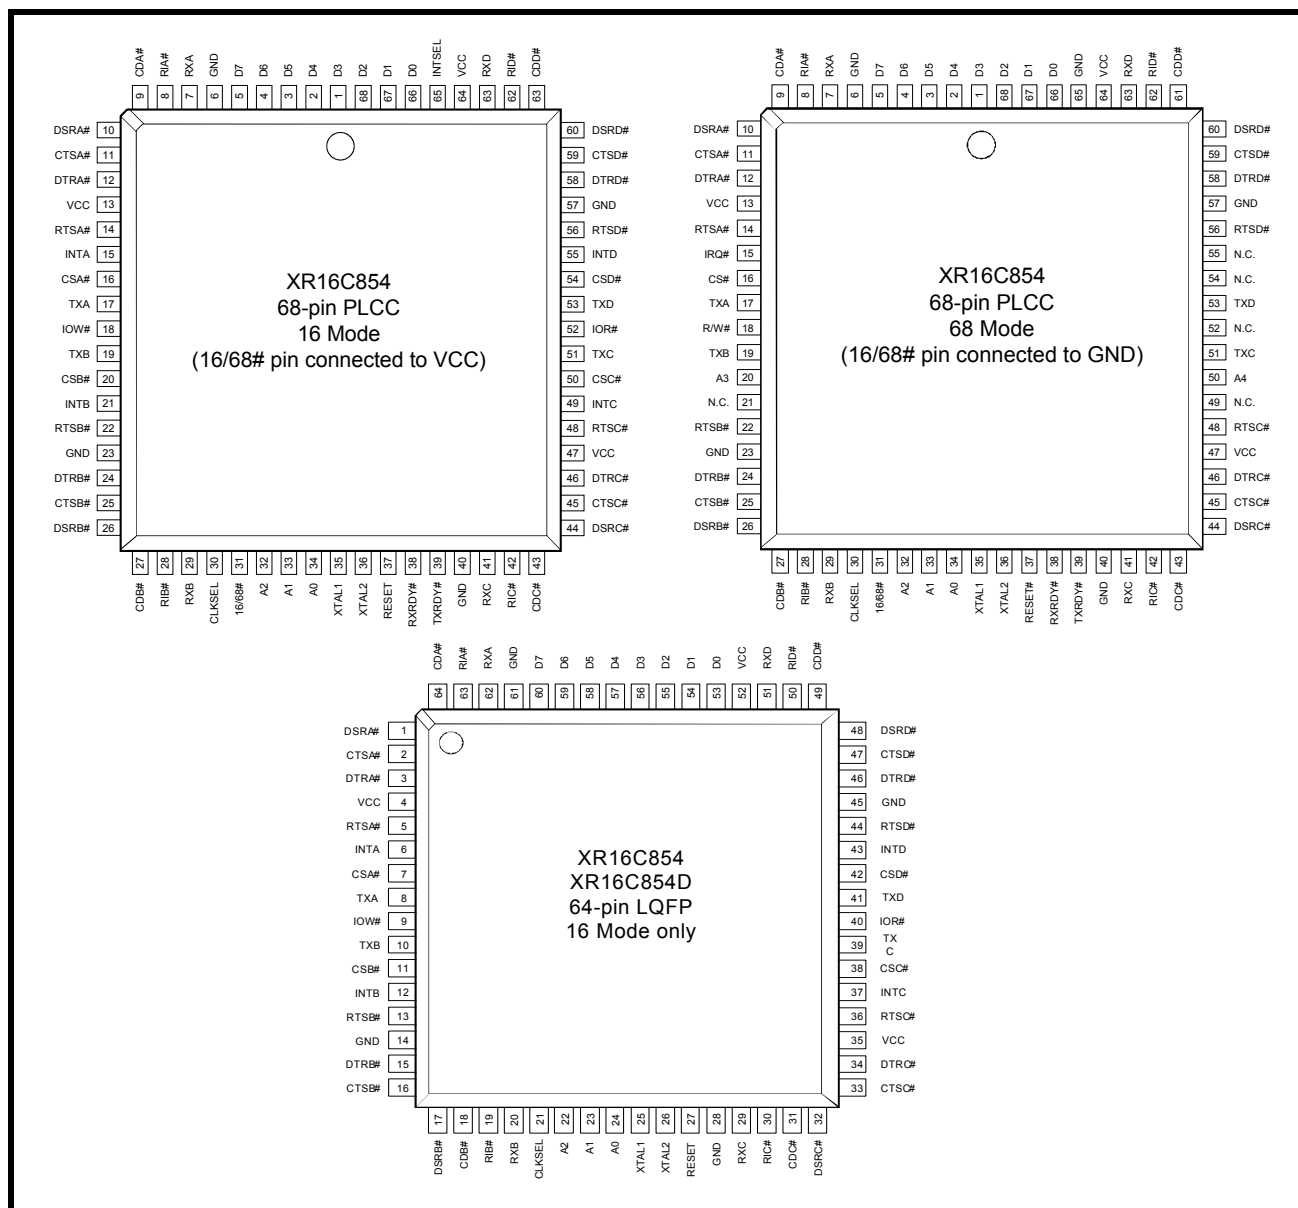 CDA# RIA# RXA GND D7 D6 D5 D4 D3 D2 D1 D0 INTSEL VCC RXD RID# CDD#
9 8 7 6 5 4 3 2 1 68 67 66 65 64 63 62 63
DSRA# 10 60 DSRD#
CTSA# 11 59 CTSD#
DTRA# 12 58 DTRD#
VCC 13 57 GND
RTSA# 14 56 RTSD#
INTA 15 55 INTD
CSA# 16 54 CSD#
TXA 17 53 TXD
IOW# 18 52 IOR#
TXB 19 51 TXC
CSB# 20 50 CSC#
INTB 21 49 INTC
RTSB# 22 48 RTSC#
GND 23 47 VCC
DTRB# 24 46 DTRC#
CTSB# 25 45 CTSC#
DSRB# 26 44 DSRC#
XR16C854
68-pin PLCC
16 Mode
(16/68# pin connected to VCC)
27 28 29 30 31 32 33 34 35 36 37 38 39 40 41 42 43
CDB# RIB# RXB CLKSEL 16/68# A2 A1 A0 XTAL1 XTAL2 RESET RXRDY# TXRDY# GND RXC RIC# CDC#
CDA# RIA# RXA GND D7 D6 D5 D4 D3 D2 D1 D0 GND VCC RXD RID# CDD#
9 8 7 6 5 4 3 2 1 68 67 66 65 64 63 62 61
DSRA# 10 60 DSRD#
CTSA# 11 59 CTSD#
DTRA# 12 58 DTRD#
VCC 13 57 GND
RTSA# 14 56 RTSD#
IRQ# 15 55 N.C.
CS# 16 54 N.C.
TXA 17 53 TXD
R/W# 18 52 N.C.
TXB 19 51 TXC
A3 20 50 A4
N.C. 21 49 N.C.
RTSB# 22 48 RTSC#
GND 23 47 VCC
DTRB# 24 46 DTRC#
CTSB# 25 45 CTSC#
DSRB# 26 44 DSRC#
XR16C854
68-pin PLCC
68 Mode
(16/68# pin connected to GND)
27 28 29 30 31 32 33 34 35 36 37 38 39 40 41 42 43
CDB# RIB# RXB CLKSEL 16/68# A2 A1 A0 XTAL1 XTAL2 RESET# RXRDY# TXRDY# GND RXC RIC# CDC#
CDA# RIA# RXA GND D7 D6 D5 D4 D3 D2 D1 D0 VCC RXD RID# CDD#
64 63 62 61 60 59 58 57 56 55 54 53 52 51 50 49
DSRA# 1 48 DSRD#
CTSA# 2 47 CTSD#
DTRA# 3 46 DTRD#
VCC 4 45 GND
RTSA# 5 44 RTSD#
INTA 6 43 INTD
CSA# 7 42 CSD#
TXA 8 41 TXD
IOW# 9 40 IOR#
TXB 10 39 TX
C
CSB# 11 38 CSC#
INTB 12 37 INTC
RTSB# 13 36 RTSC#
GND 14 35 VCC
DTRB# 15 34 DTRC#
CTSB# 16 33 CTSC#
XR16C854
XR16C854D
64-pin LQFP
16 Mode only
17 18 19 20 21 22 23 24 25 26 27 28 29 30 31 32
DSRB# CDB# RIB# RXB CLKSEL A2 A1 A0 XTAL1 XTAL2 RESET GND RXC RIC# CDC# DSRC#